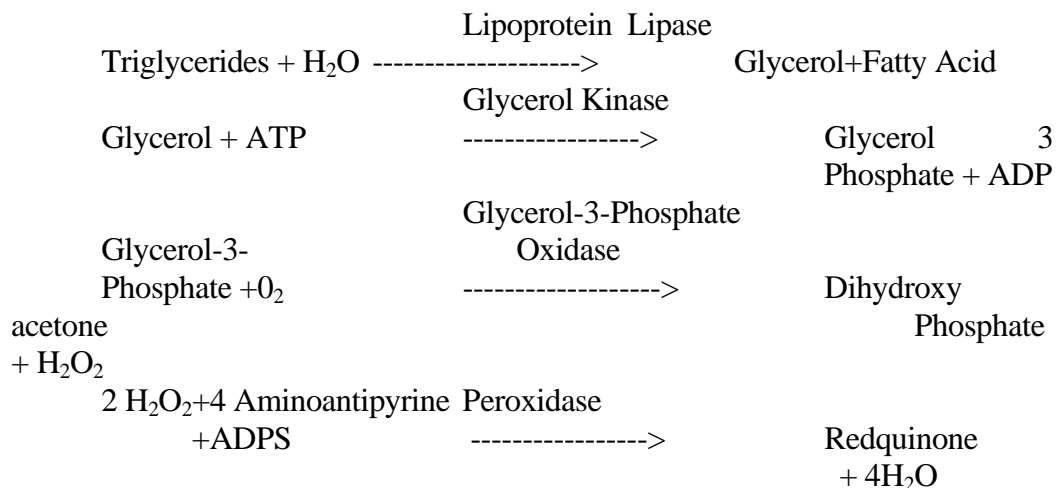 Lipoprotein Lipase
Triglycerides + H₂O --------------------> Glycerol+Fatty Acid
Glycerol Kinase
Glycerol + ATP -----------------> Glycerol 3
Phosphate + ADP
Glycerol-3-Phosphate
Glycerol-3- Oxidase
Phosphate +0₂ -------------------> Dihydroxy
acetone Phosphate
+ H₂O₂
2 H₂O₂+4 Aminoantipyrine Peroxidase
+ADPS -----------------> Redquinone
+ 4H₂O